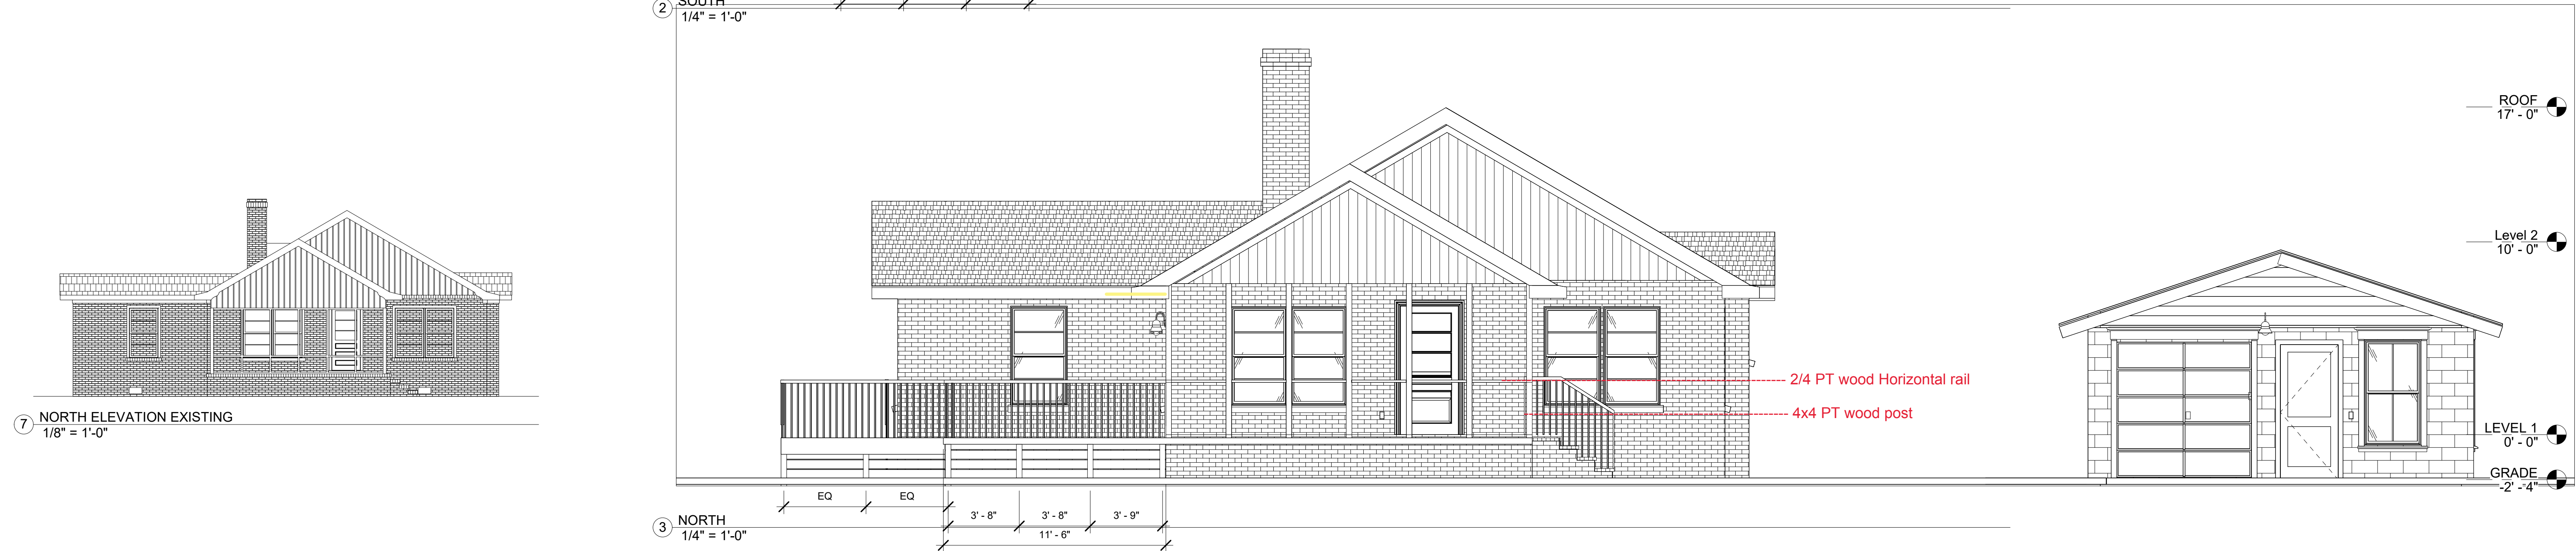 2 SOUTH
1/4" = 1'-0"
ROOF
17' - 0"
Level 2
10' - 0"
2/4 PT wood Horizontal rail
4x4 PT wood post
7 NORTH ELEVATION EXISTING
1/8" = 1'-0"
LEVEL 1
0' - 0"
GRADE
-2' - 4"
EQ EQ
3' - 8" 3' - 8" 3' - 9"
11' - 6"
3 NORTH
1/4" = 1'-0"